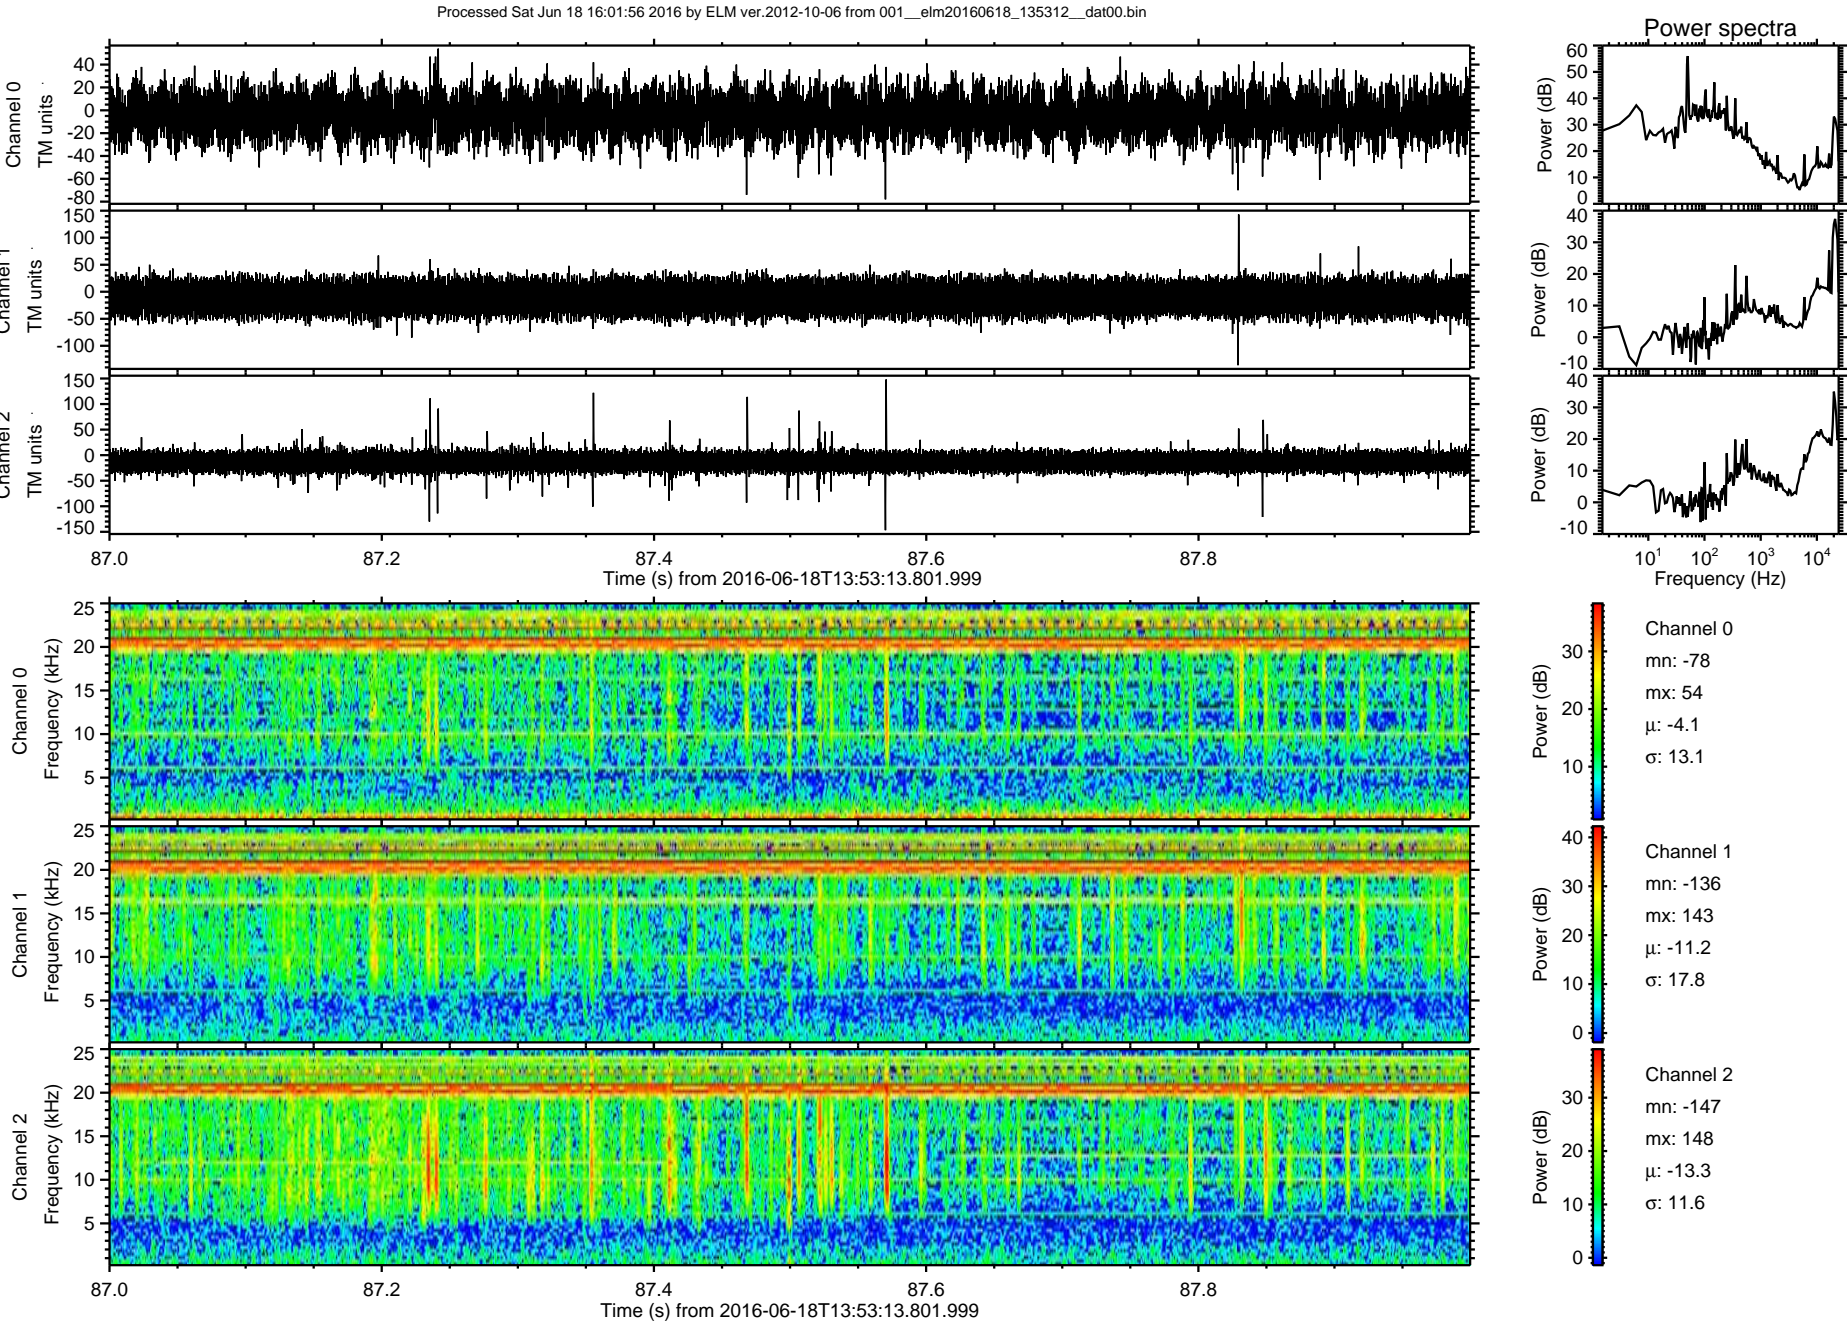 Processed Sat Jun 18 16:01:56 2016 by ELM ver.2012-10-06 from 001__elm20160618_135312__dat00.bin
Power spectra
Channel 0
TM units
40
20
0
-20
-40
-60
-80
Power (dB)
60
50
40
30
20
10
0
Channel 1
TM units
150
100
50
0
-50
-100
Power (dB)
40
30
20
10
0
-10
Channel 2
TM units
150
100
50
0
-50
-100
-150
Power (dB)
40
30
20
10
0
-10
87.0 87.2 87.4 87.6 87.8
Time (s) from 2016-06-18T13:53:13.801.999
10¹ 10² 10³ 10⁴
Frequency (Hz)
Channel 0
Frequency (kHz)
25
20
15
10
5
Power (dB)
30
20
10
Channel 0
mn: -78
mx: 54
μ: -4.1
σ: 13.1
Channel 1
Frequency (kHz)
25
20
15
10
5
Power (dB)
40
30
20
10
0
Channel 1
mn: -136
mx: 143
μ: -11.2
σ: 17.8
Channel 2
Frequency (kHz)
25
20
15
10
5
Power (dB)
30
20
10
0
Channel 2
mn: -147
mx: 148
μ: -13.3
σ: 11.6
87.0 87.2 87.4 87.6 87.8
Time (s) from 2016-06-18T13:53:13.801.999